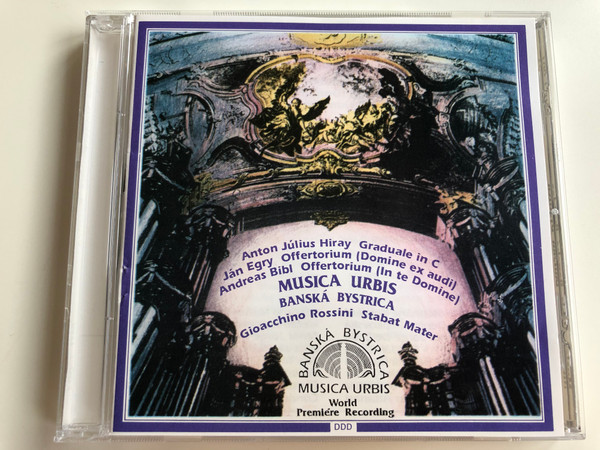 Anton Július Hiray Graduale in C
Ján Egry Offertorium (Domine ex audi)
Andreas Bibl Offertorium (In te Domine)
MUSICA URBIS
BANSKÁ BYSTRICA
Gioacchino Rossini Stabat Mater
BANSKÁ BYSTRICA
MUSICA URBIS
World
Premiére Recording
DDD